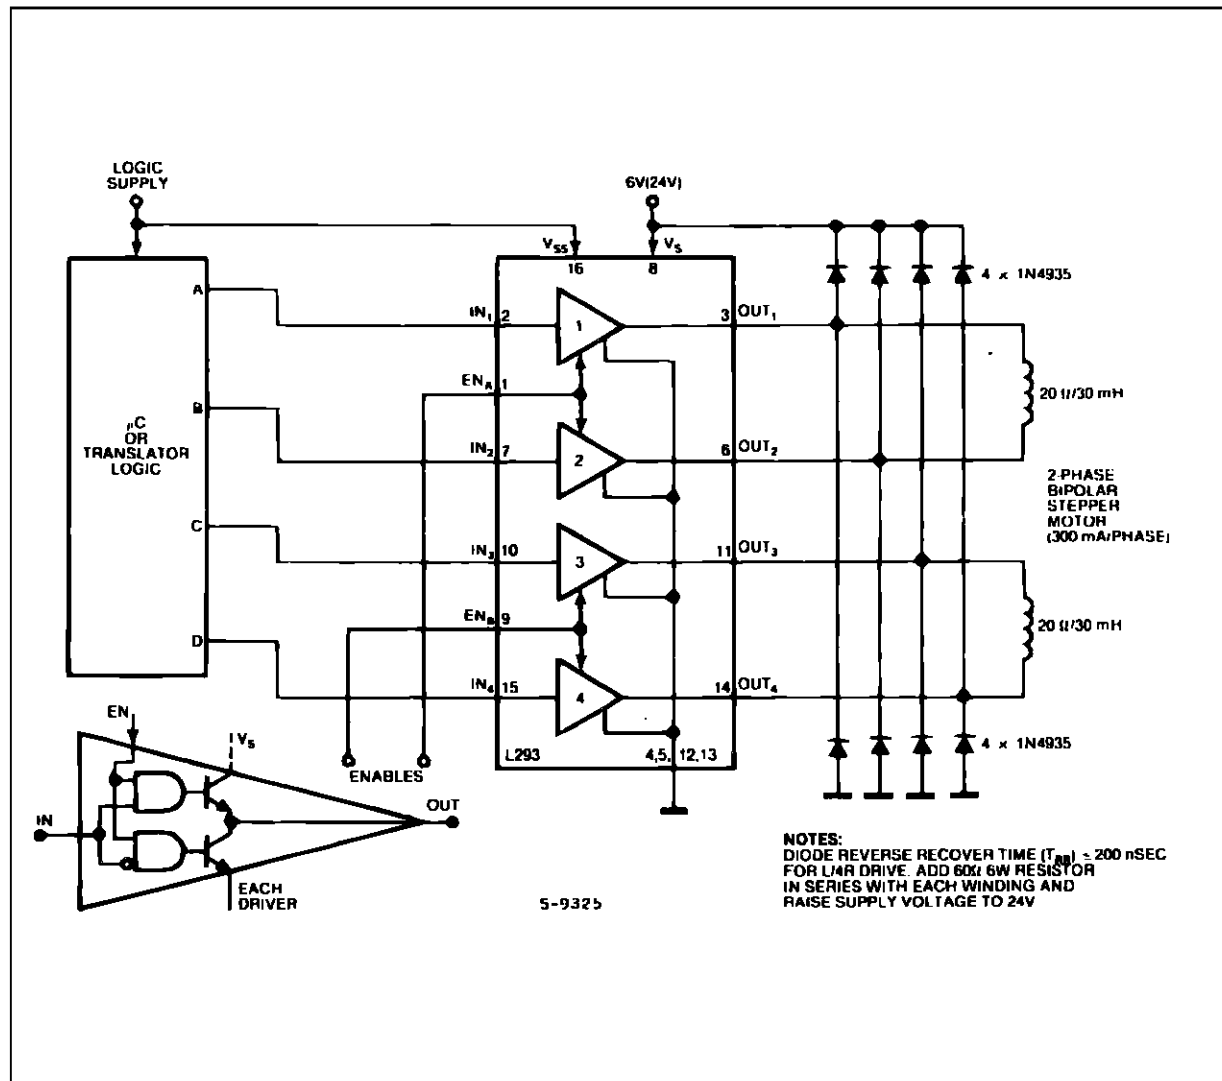 LOGIC
SUPPLY
6V(24V)
VSS
16
VS
8
4 x 1N4935
A
IN1 2
1
3 OUT1
ENA 1
20 Ω/30 mH
µC
OR
TRANSLATOR
LOGIC
B
IN2 7
2
6 OUT2
2-PHASE
BIPOLAR
STEPPER
MOTOR
(300 mA/PHASE)
C
IN3 10
3
11 OUT3
ENB 9
20 Ω/30 mH
D
IN4 15
4
14 OUT4
EN
VS
L293
4,5, 12,13
4 x 1N4935
ENABLES
IN
OUT
EACH
DRIVER
S-9325
NOTES:
DIODE REVERSE RECOVER TIME (TRR) ≤ 200 nSEC
FOR L/4R DRIVE. ADD 60Ω 6W RESISTOR
IN SERIES WITH EACH WINDING AND
RAISE SUPPLY VOLTAGE TO 24V